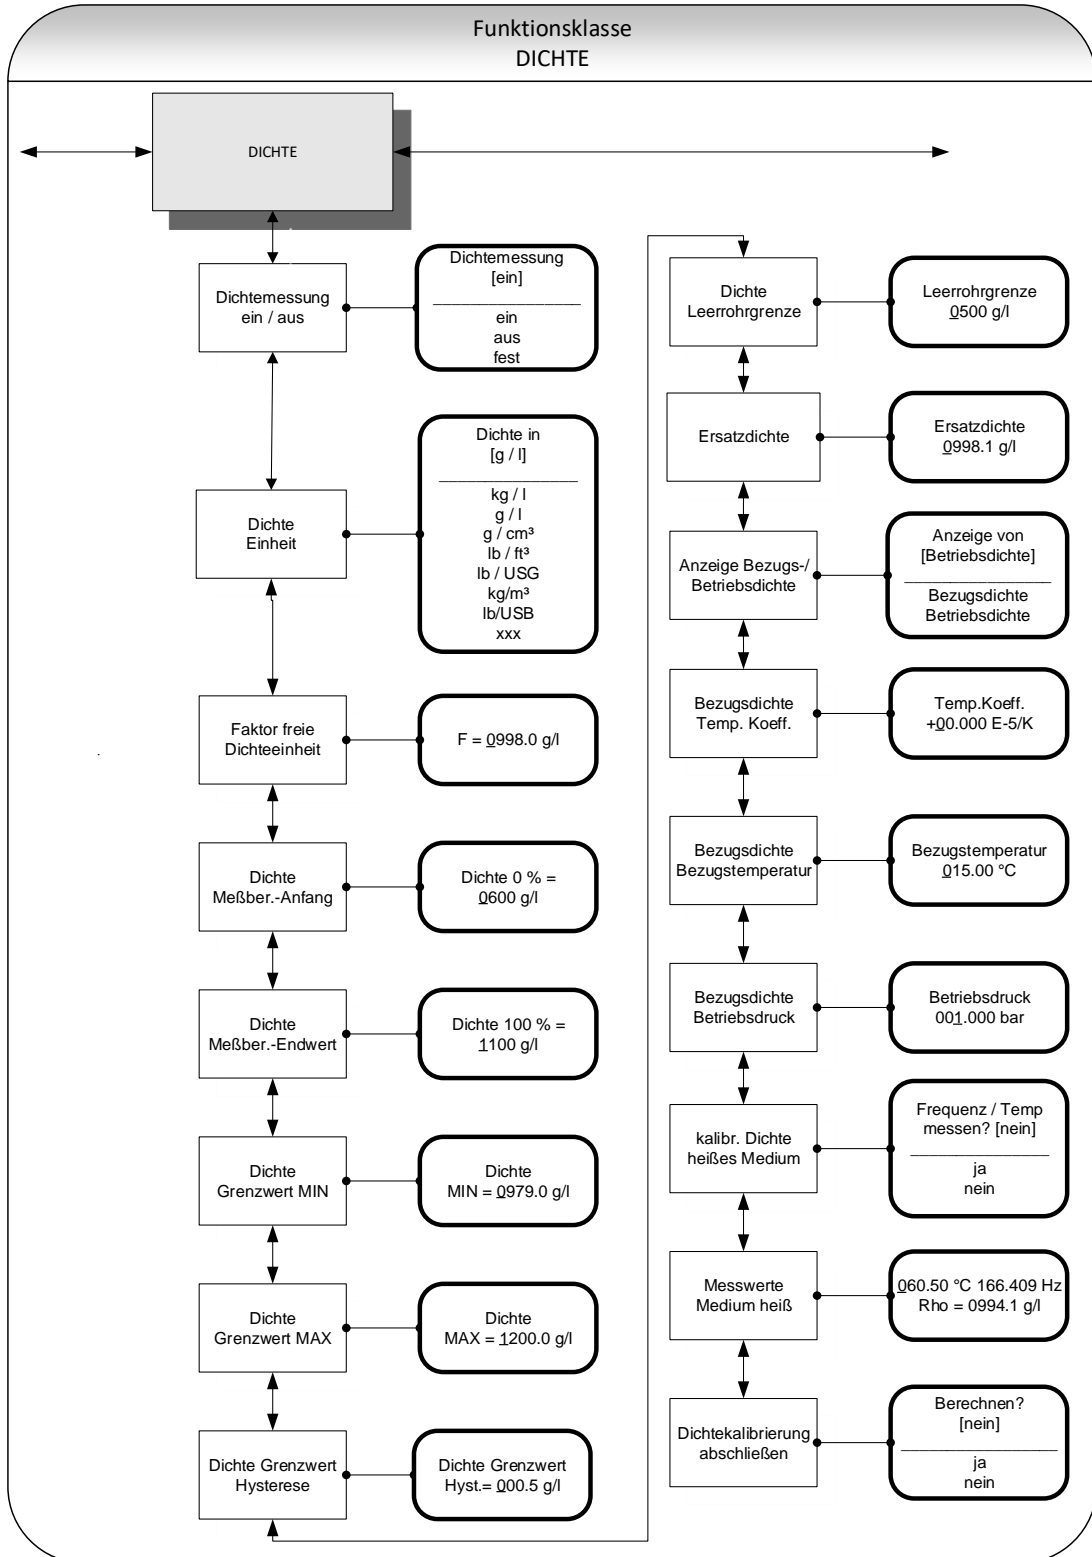 Funktionsklasse
DICHTE
DICHTE
Dichtemessung
ein / aus
Dichtemessung
[ein]
ein
aus
fest
Dichte
Einheit
Dichte in
[g / l]
kg / l
g / l
g / cm³
lb / ft³
lb / USG
kg/m³
lb/USB
xxx
Faktor freie
Dichteeinheit
F = 0998.0 g/l
Dichte
Meßber.-Anfang
Dichte 0 % =
0600 g/l
Dichte
Meßber.-Endwert
Dichte 100 % =
1100 g/l
Dichte
Grenzwert MIN
Dichte
MIN = 0979.0 g/l
Dichte
Grenzwert MAX
Dichte
MAX = 1200.0 g/l
Dichte Grenzwert
Hysterese
Dichte Grenzwert
Hyst.= 000.5 g/l
Dichte
Leerrohrgrenze
Leerrohrgrenze
0500 g/l
Ersatzdichte
Ersatzdichte
0998.1 g/l
Anzeige Bezugs-/
Betriebsdichte
Anzeige von
[Betriebsdichte]
Bezugsdichte
Betriebsdichte
Bezugsdichte
Temp. Koeff.
Temp.Koeff.
+00.000 E-5/K
Bezugsdichte
Bezugstemperatur
Bezugstemperatur
015.00 °C
Bezugsdichte
Betriebsdruck
Betriebsdruck
001.000 bar
kalibr. Dichte
heißes Medium
Frequenz / Temp
messen? [nein]
ja
nein
Messwerte
Medium heiß
060.50 °C 166.409 Hz
Rho = 0994.1 g/l
Dichtekalibrierung
abschließen
Berechnen?
[nein]
ja
nein